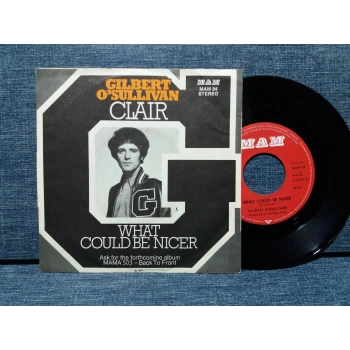 GILBERT
O'SULLIVAN
CLAIR
MAM
MAM 84
STEREO
G
WHAT
COULD BE NICER
Ask for the forthcoming album
MAMA 503 – Back To Front
MAM
WHAT COULD BE NICER
GILBERT O'SULLIVAN